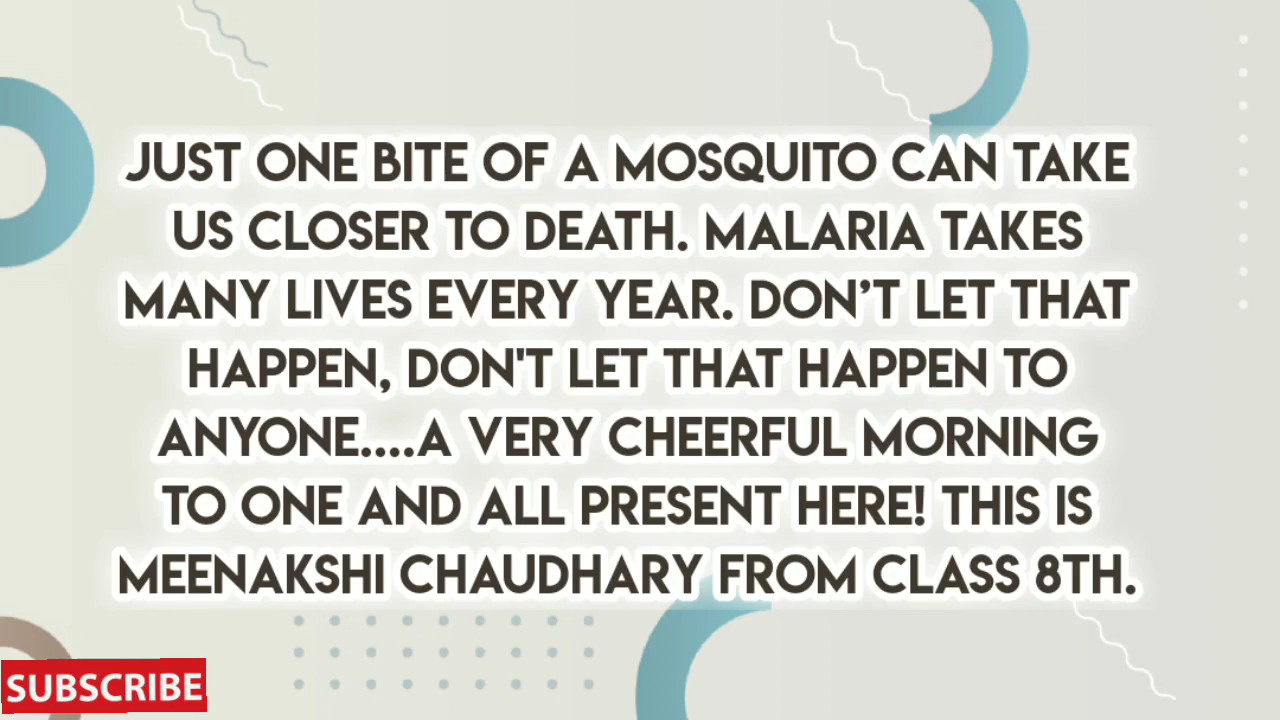 JUST ONE BITE OF A MOSQUITO CAN TAKE
US CLOSER TO DEATH. MALARIA TAKES
MANY LIVES EVERY YEAR. DON’T LET THAT
HAPPEN, DON'T LET THAT HAPPEN TO
ANYONE....A VERY CHEERFUL MORNING
TO ONE AND ALL PRESENT HERE! THIS IS
MEENAKSHI CHAUDHARY FROM CLASS 8TH.
SUBSCRIBE